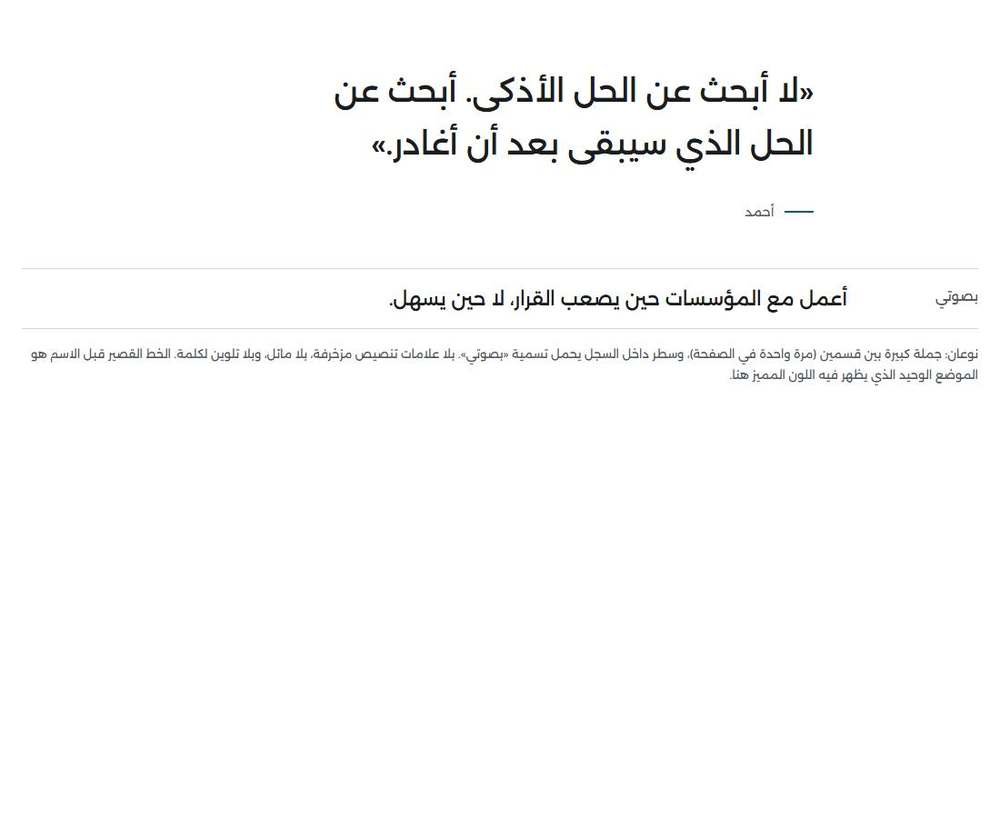 «لا أبحث عن الحل الأذكى. أبحث عن
الحل الذي سيبقى بعد أن أغادر.»
أحمد
بصوتي
أعمل مع المؤسسات حين يصعب القرار، لا حين يسهل.
نوعان: جملة كبيرة بين قسمين (مرة واحدة في الصفحة)، وسطر داخل السجل يحمل تسمية «بصوتي». بلا علامات تنصيص مزخرفة، بلا مائل، وبلا تلوين لكلمة. الخط القصير قبل الاسم هو
الموضع الوحيد الذي يظهر فيه اللون المميز هنا.